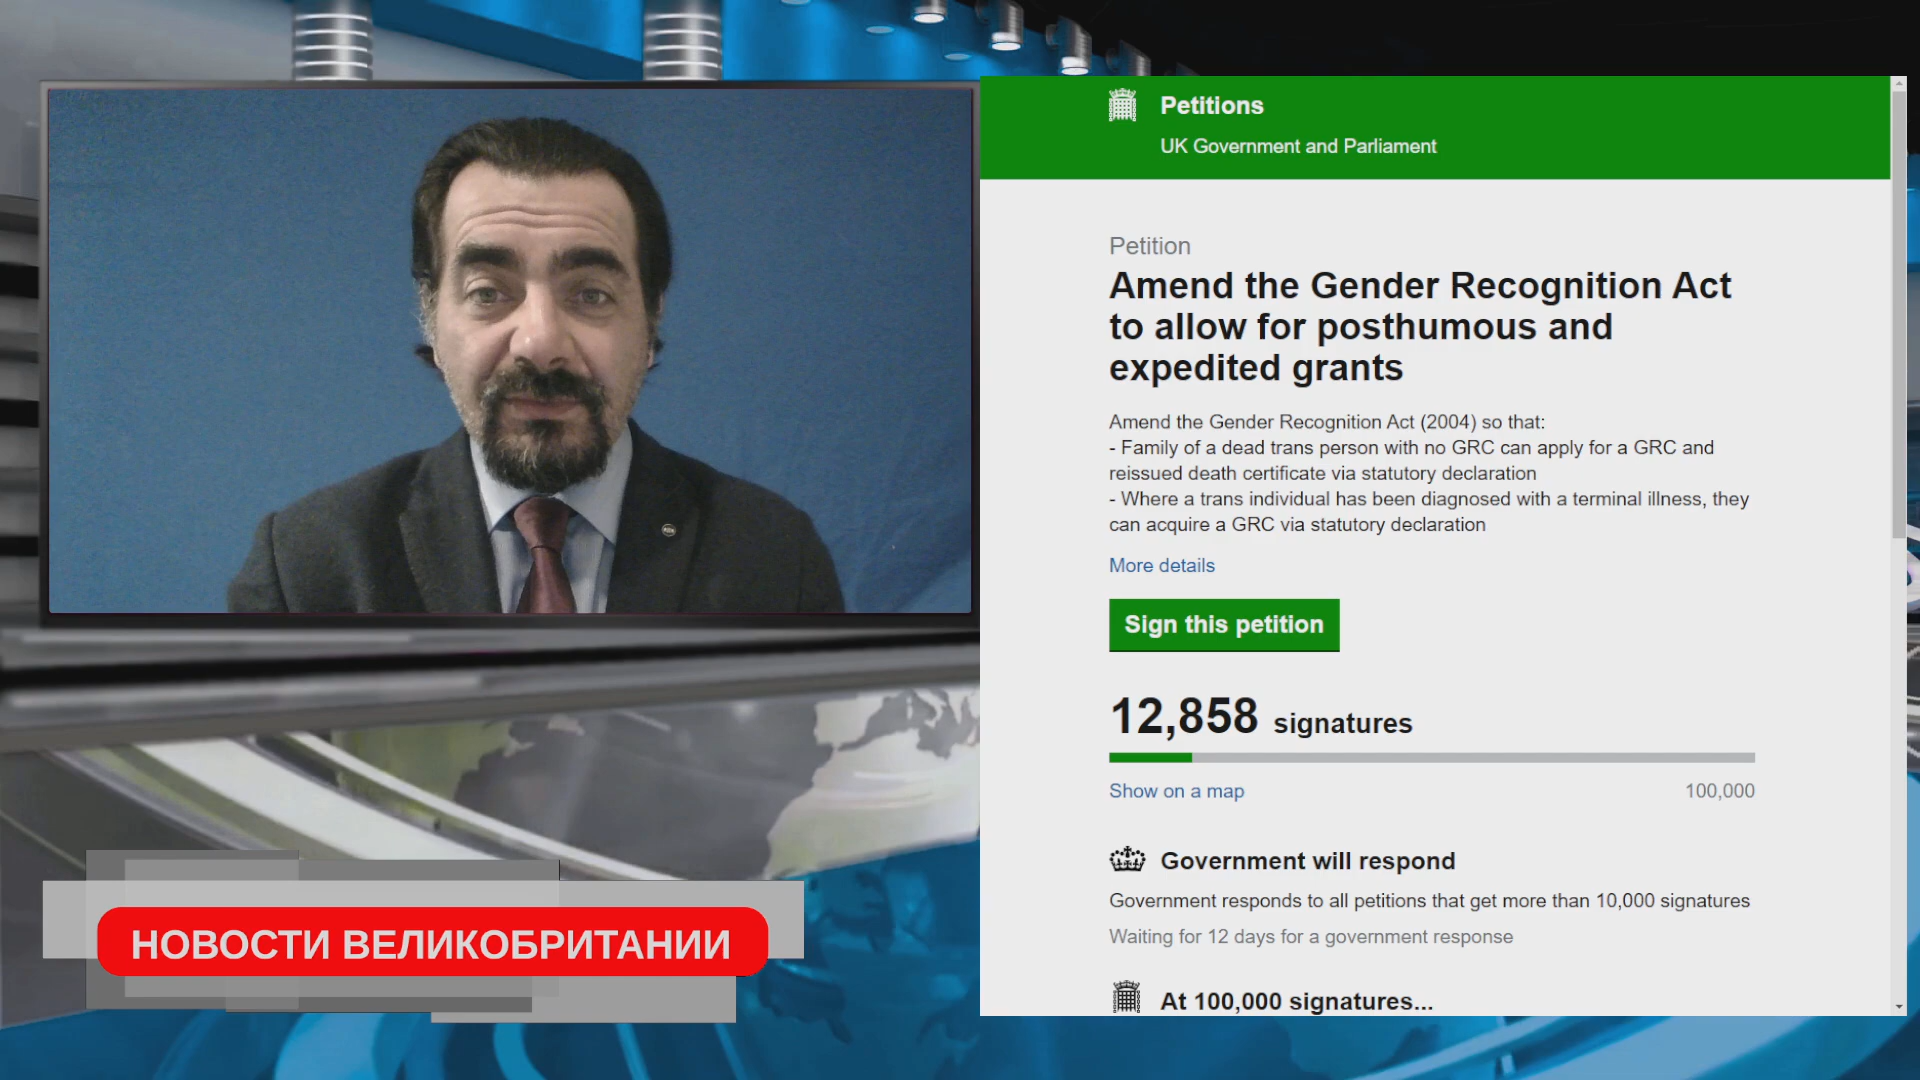 Petitions
UK Government and Parliament
Petition
Amend the Gender Recognition Act
to allow for posthumous and
expedited grants
Amend the Gender Recognition Act (2004) so that:
- Family of a dead trans person with no GRC can apply for a GRC and
reissued death certificate via statutory declaration
- Where a trans individual has been diagnosed with a terminal illness, they
can acquire a GRC via statutory declaration
More details
Sign this petition
12,858 signatures
Show on a map
100,000
Government will respond
Government responds to all petitions that get more than 10,000 signatures
Waiting for 12 days for a government response
At 100,000 signatures...
НОВОСТИ ВЕЛИКОБРИТАНИИ